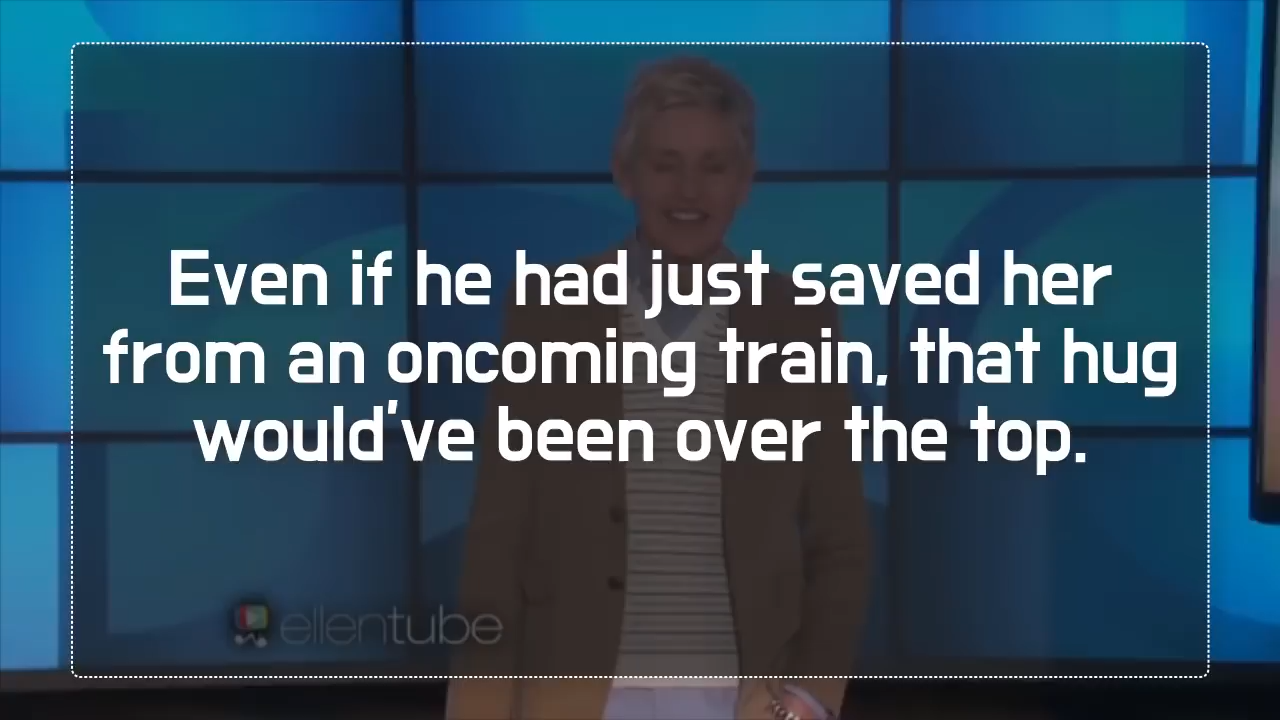 Even if he had just saved her
from an oncoming train, that hug
would've been over the top.
ellentube